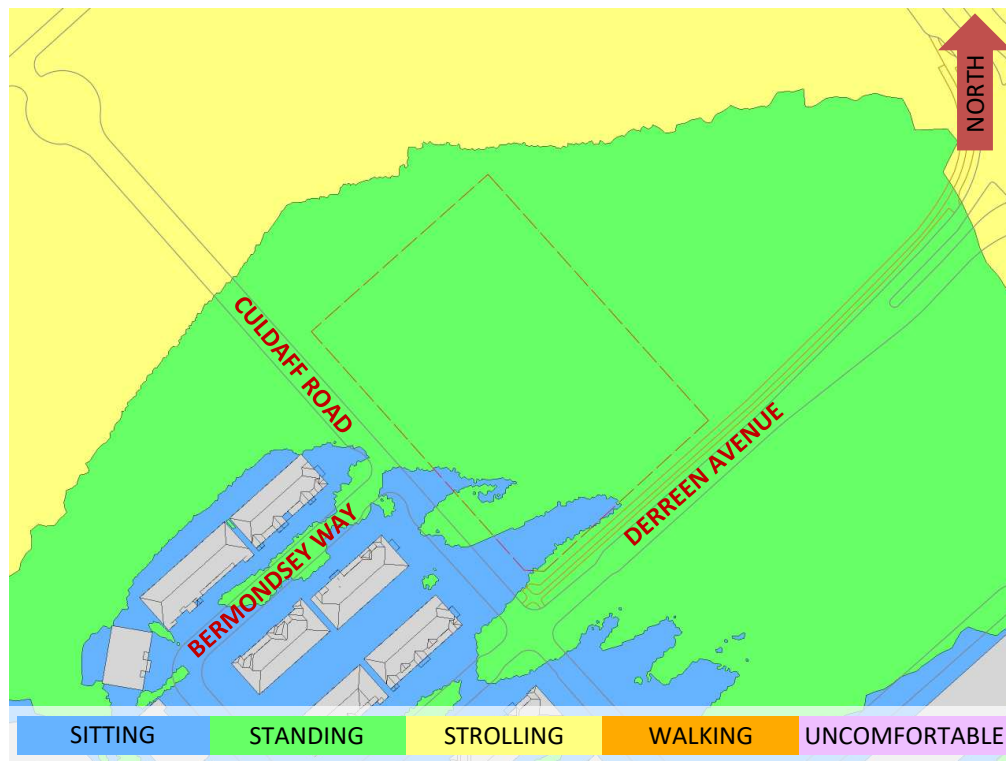 NORTH
CULDAFF ROAD
DERREEN AVENUE
BERMONDSEY WAY
SITTING
STANDING
STROLLING
WALKING
UNCOMFORTABLE